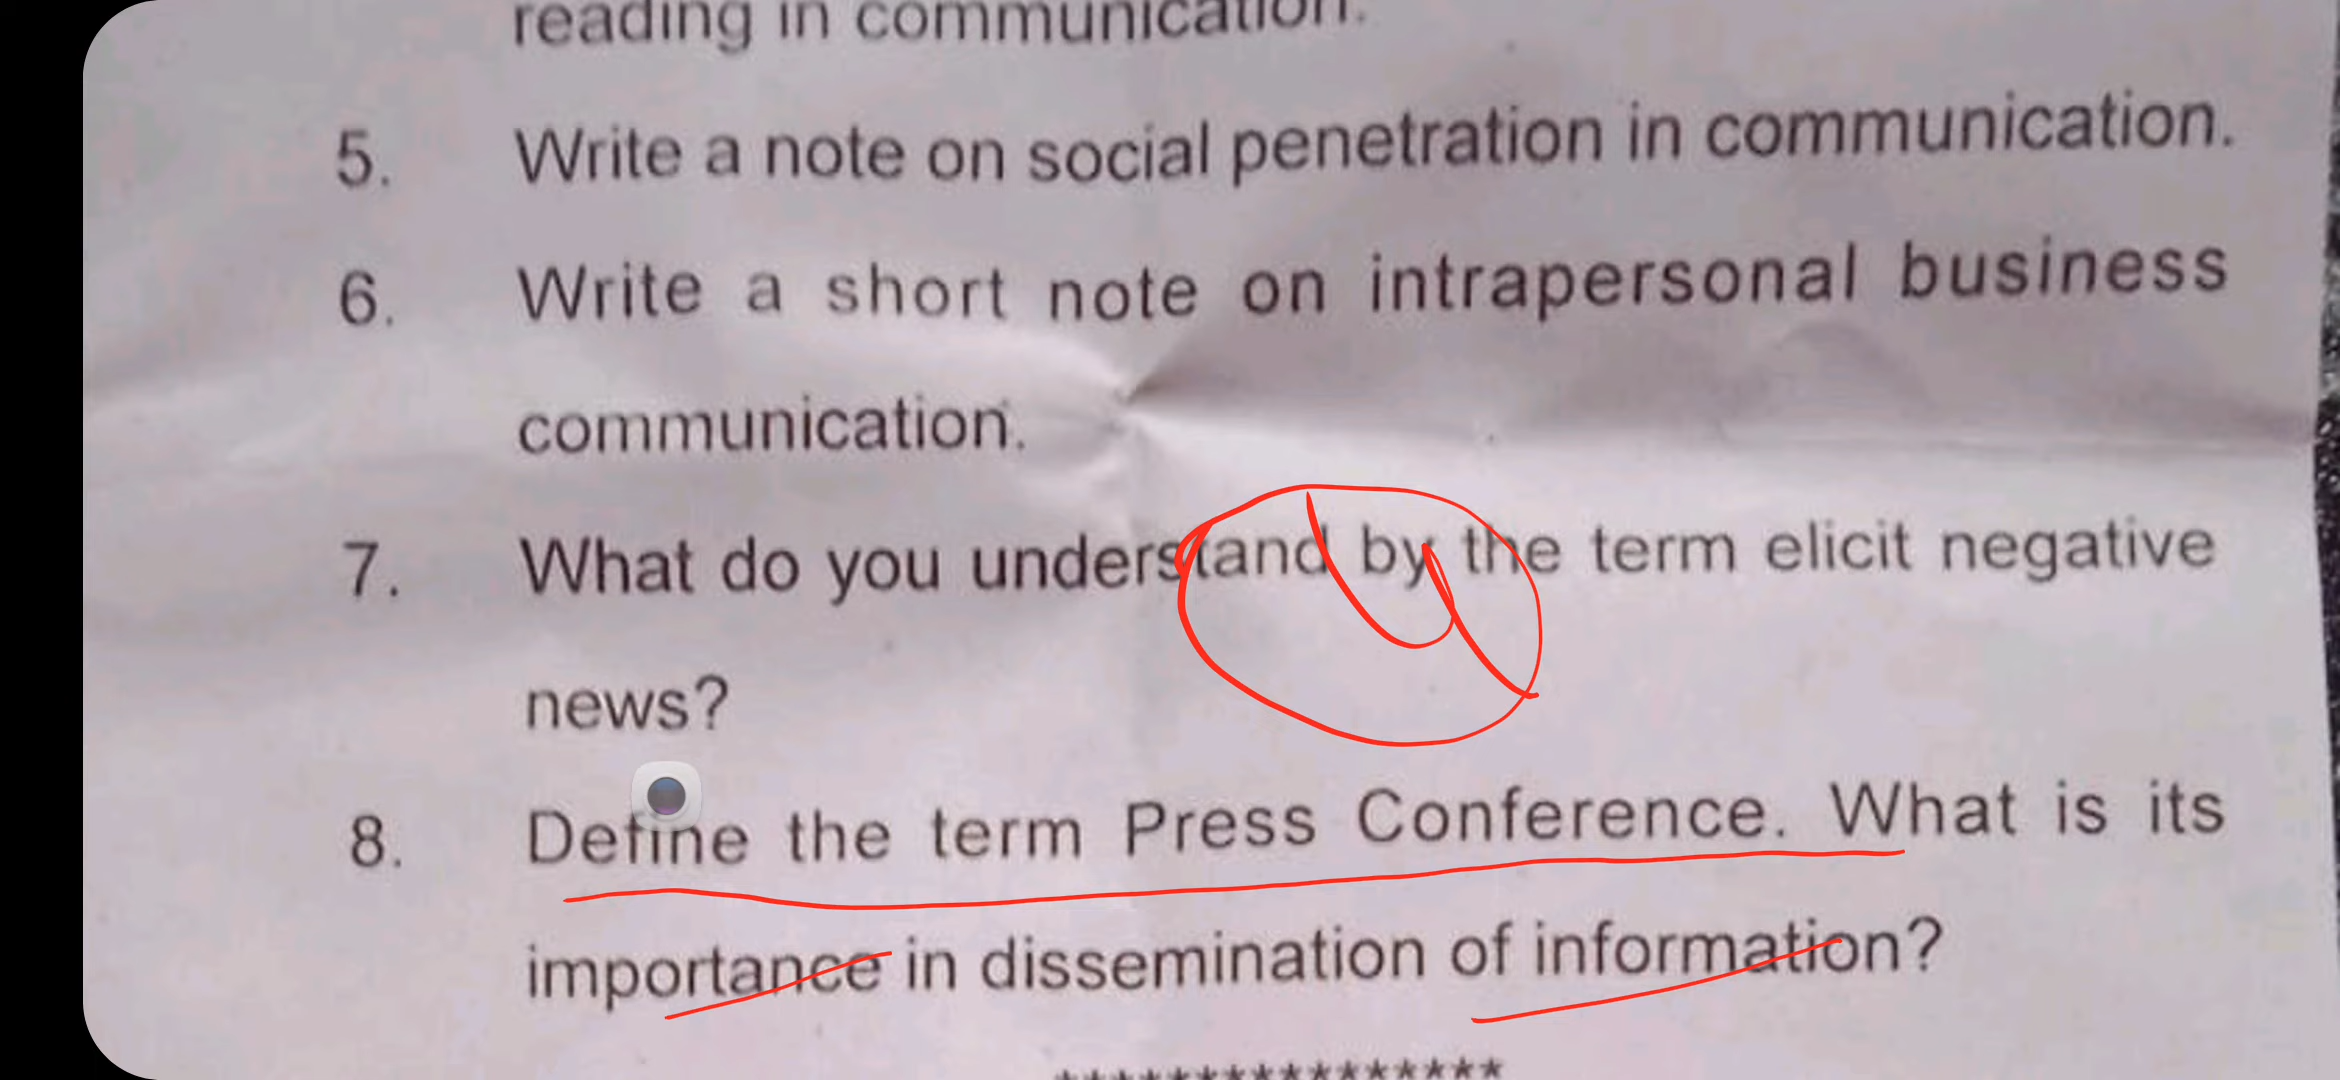 reading in communication.
5. Write a note on social penetration in communication.
6. Write a short note on intrapersonal business
communication.
7. What do you understand by the term elicit negative
news?
8. Define the term Press Conference. What is its
importance in dissemination of information?
****************